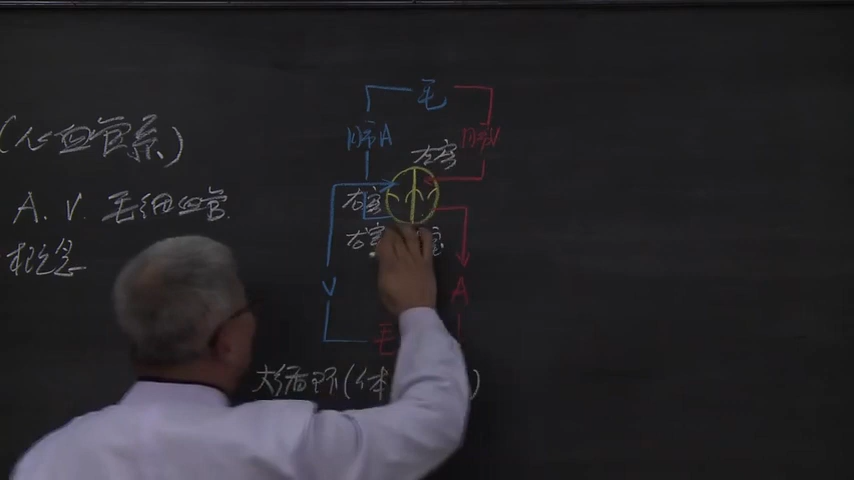 毛
(心血管系)
肺A
肺V
左房
A. V. 毛细血管.
右房
概念
右室
室
V
A
毛
大循环(体
)